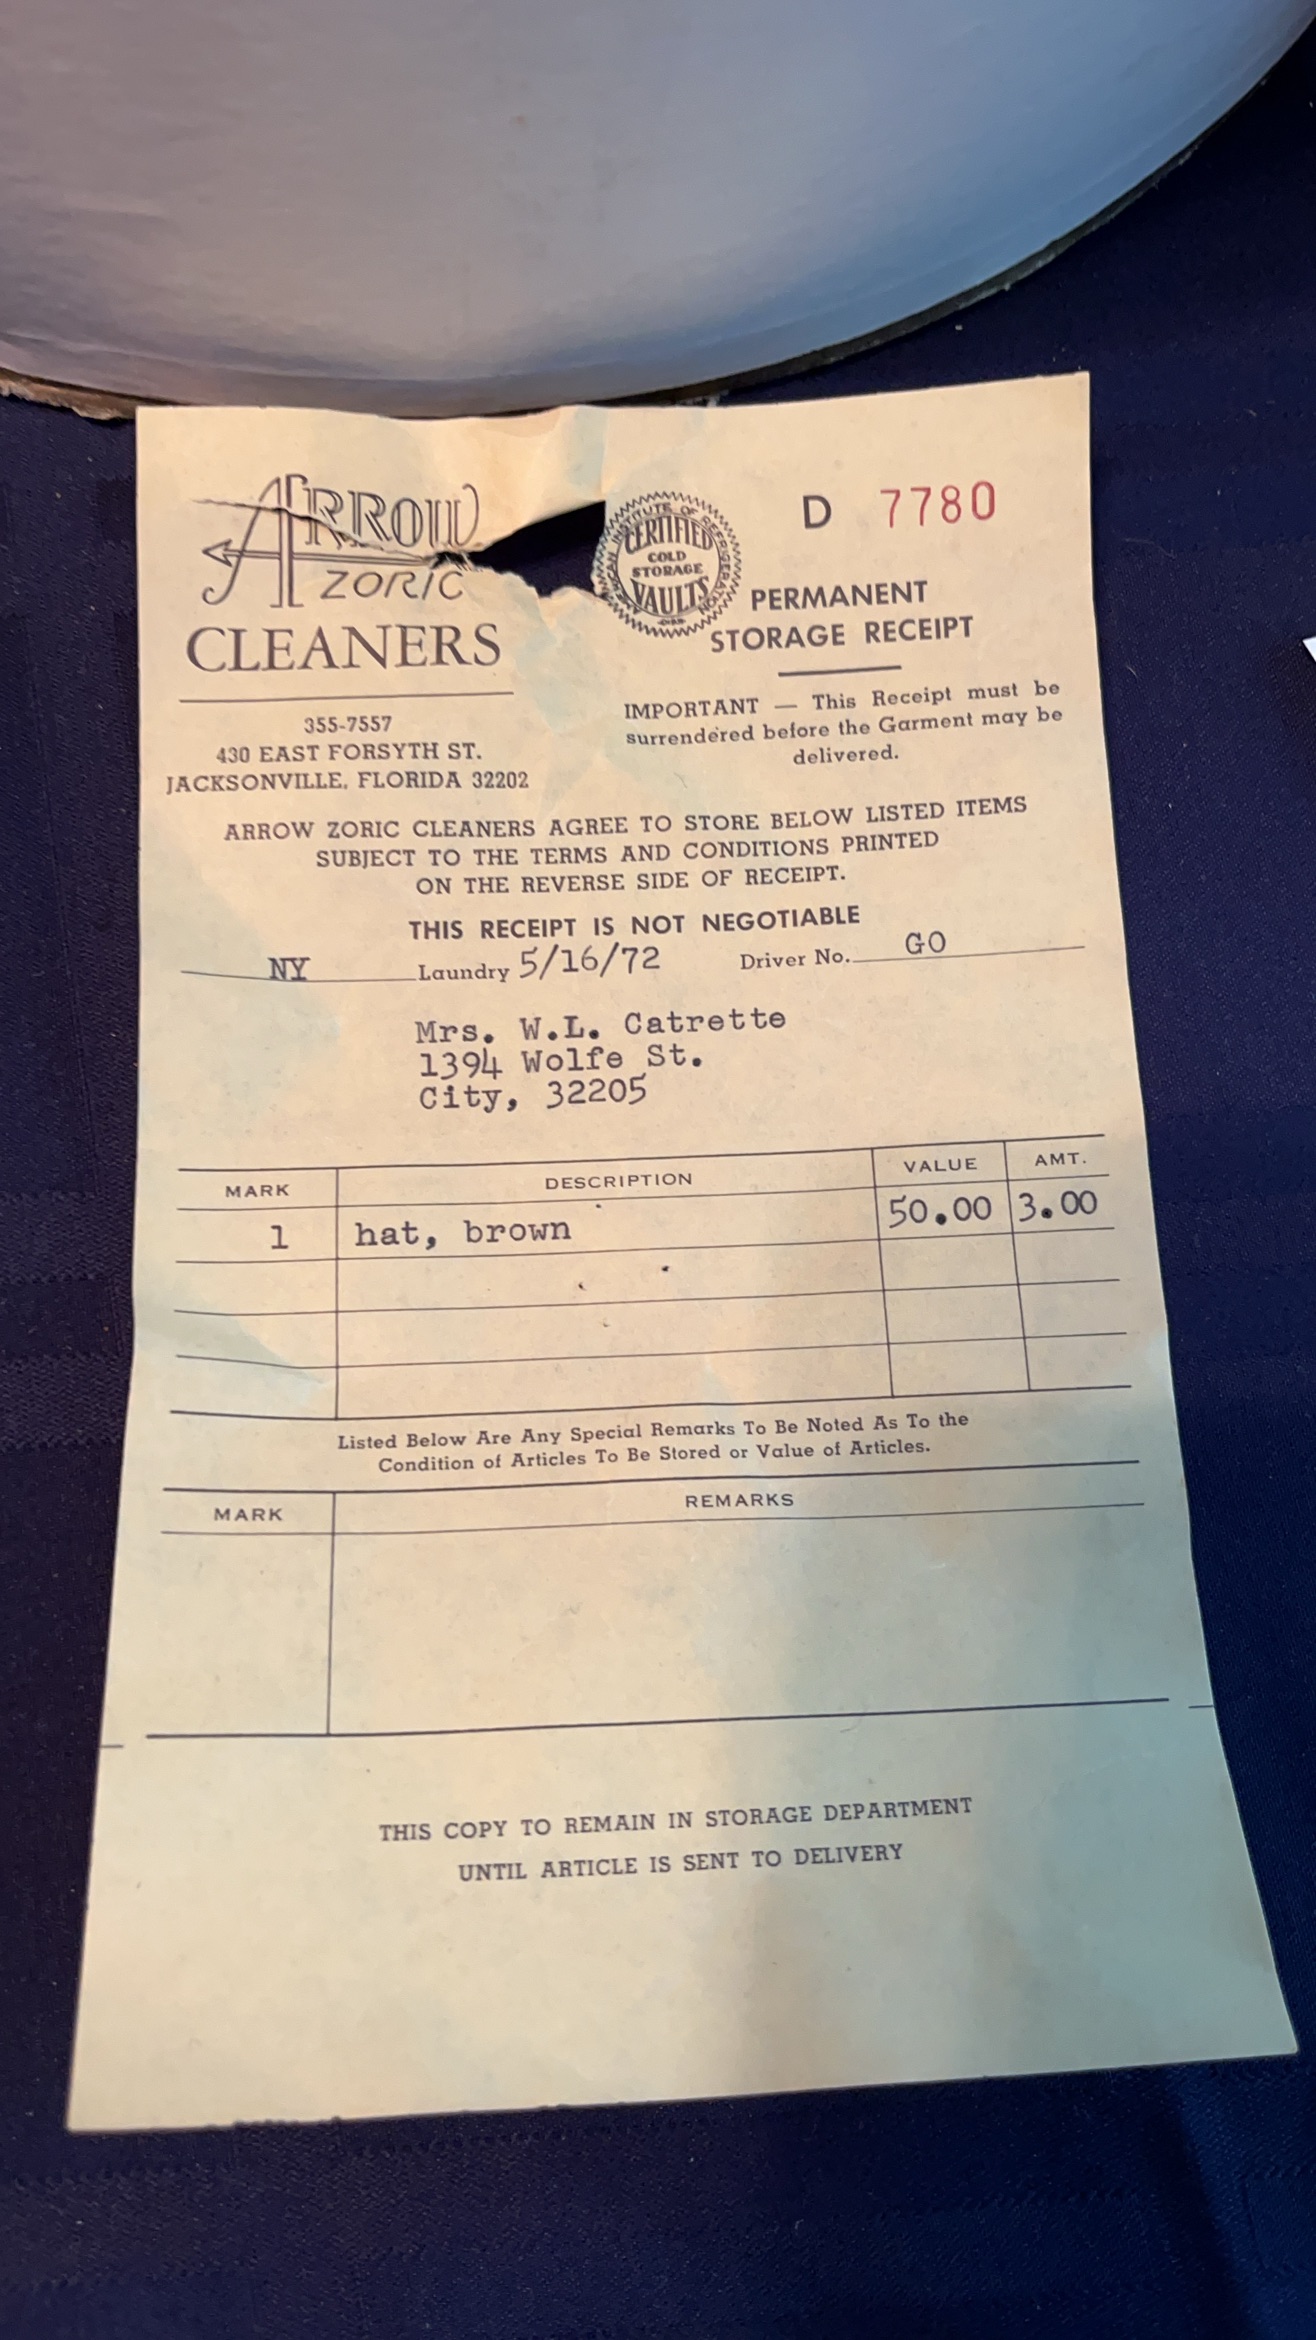 ARROW
ZORIC
CLEANERS
355-7557
430 EAST FORSYTH ST.
JACKSONVILLE, FLORIDA 32202
INSTITUTE OF REFRIGERATION
CERTIFIED
COLD
STORAGE
VAULTS
D 7780
PERMANENT
STORAGE RECEIPT
IMPORTANT — This Receipt must be
surrendered before the Garment may be
delivered.
ARROW ZORIC CLEANERS AGREE TO STORE BELOW LISTED ITEMS
SUBJECT TO THE TERMS AND CONDITIONS PRINTED
ON THE REVERSE SIDE OF RECEIPT.
THIS RECEIPT IS NOT NEGOTIABLE
NY Laundry 5/16/72 Driver No. GO
Mrs. W.L. Catrette
1394 Wolfe St.
City, 32205
MARK DESCRIPTION VALUE AMT.
1 hat, brown 50.00 3.00
Listed Below Are Any Special Remarks To Be Noted As To the
Condition of Articles To Be Stored or Value of Articles.
MARK REMARKS
THIS COPY TO REMAIN IN STORAGE DEPARTMENT
UNTIL ARTICLE IS SENT TO DELIVERY